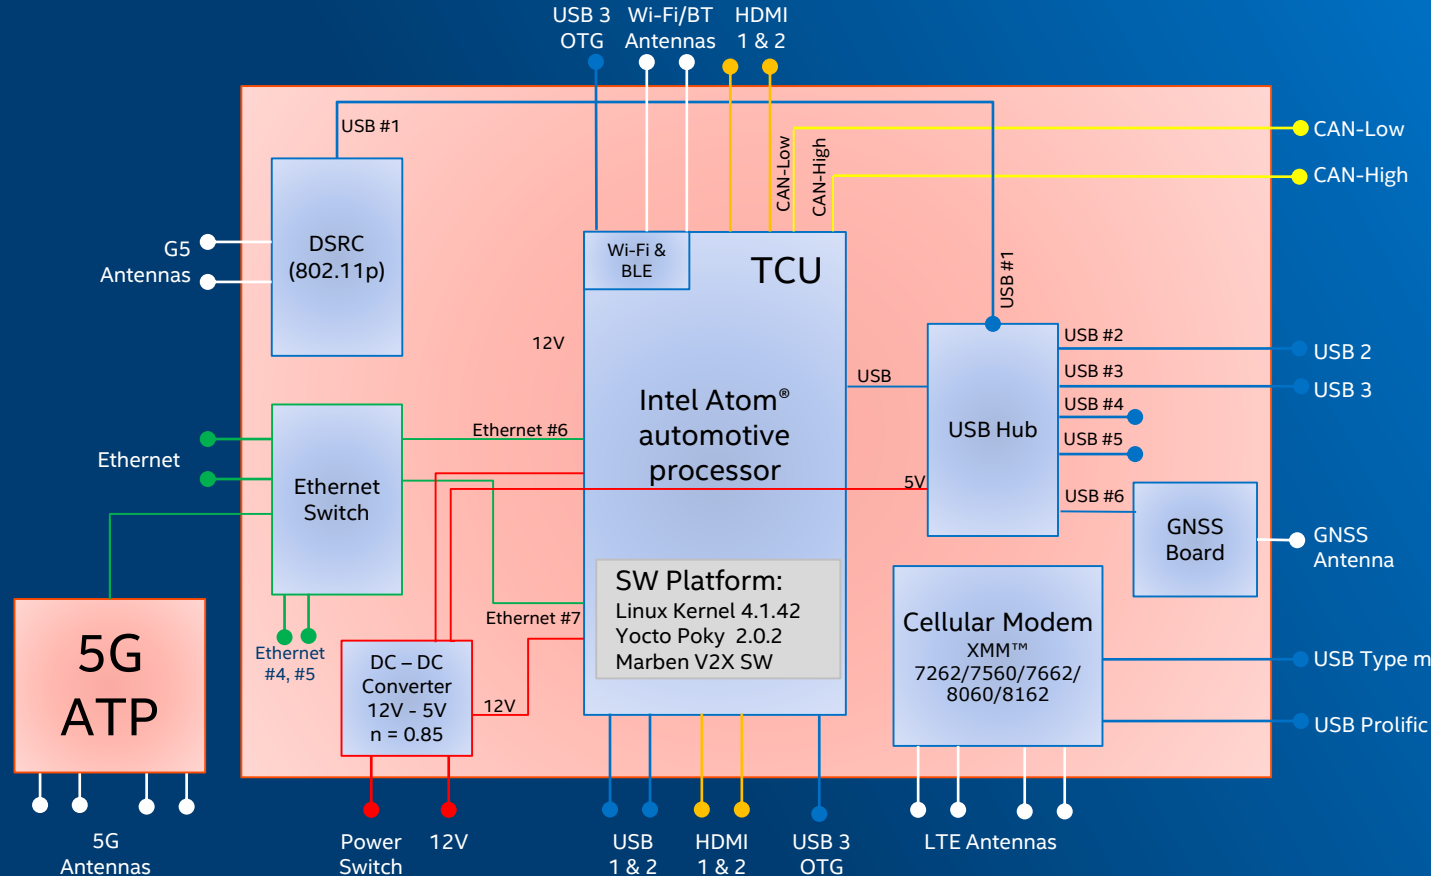 USB 3
OTG
Wi-Fi/BT
Antennas
HDMI
1 & 2
USB #1
CAN-Low
CAN-High
CAN-Low
CAN-High
G5
Antennas
DSRC
(802.11p)
Wi-Fi &
BLE
TCU
USB #1
12V
Intel Atom®
automotive
processor
USB
USB Hub
USB #2
USB #3
USB #4
USB #5
USB #6
USB 2
USB 3
Ethernet
Ethernet
Switch
Ethernet #6
5V
GNSS
Board
GNSS
Antenna
SW Platform:
Linux Kernel 4.1.42
Yocto Poky 2.0.2
Marben V2X SW
Ethernet #7
Ethernet
#4, #5
5G
ATP
DC – DC
Converter
12V - 5V
n = 0.85
12V
Cellular Modem
XMM™
7262/7560/7662/
8060/8162
USB Type m
USB Prolific
5G
Antennas
Power
Switch
12V
USB
1 & 2
HDMI
1 & 2
USB 3
OTG
LTE Antennas